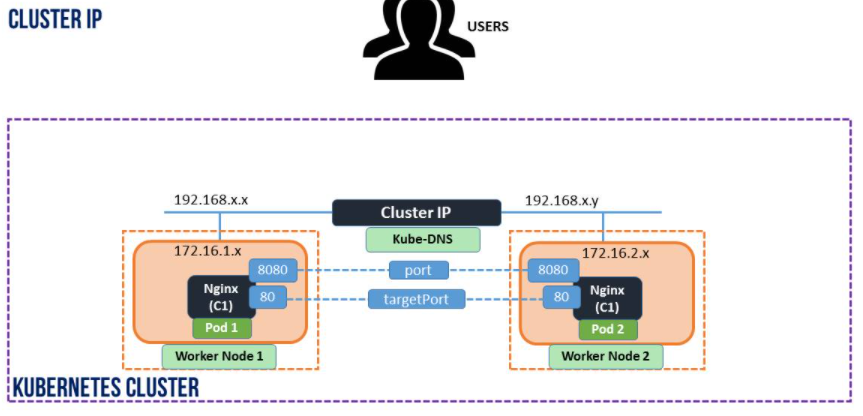 CLUSTER IP
USERS
192.168.x.x
192.168.x.y
Cluster IP
Kube-DNS
172.16.1.x
172.16.2.x
8080
port
8080
Nginx
(C1)
80
targetPort
80
Nginx
(C1)
Pod 1
Pod 2
Worker Node 1
Worker Node 2
KUBERNETES CLUSTER